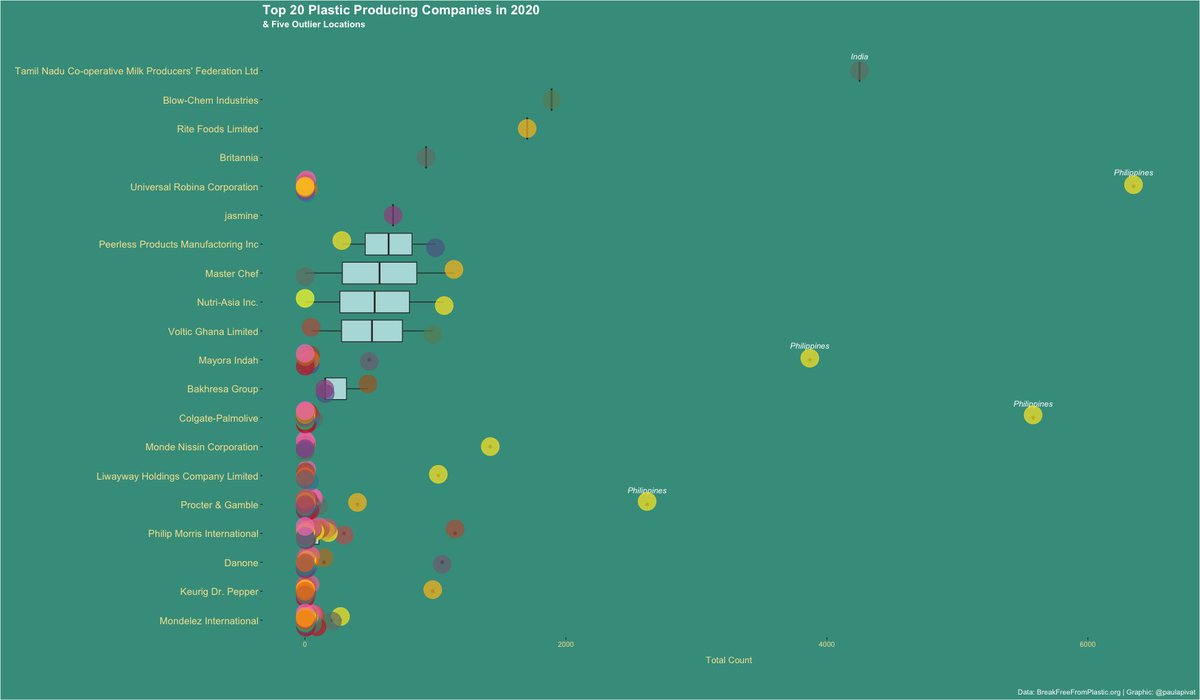 Top 20 Plastic Producing Companies in 2020
& Five Outlier Locations
India
Tamil Nadu Co-operative Milk Producers' Federation Ltd
Blow-Chem Industries
Rite Foods Limited
Britannia
Philippines
Universal Robina Corporation
jasmine
Peerless Products Manufactoring Inc
Master Chef
Nutri-Asia Inc.
Voltic Ghana Limited
Philippines
Mayora Indah
Bakhresa Group
Philippines
Colgate-Palmolive
Monde Nissin Corporation
Liwayway Holdings Company Limited
Philippines
Procter & Gamble
Philip Morris International
Danone
Keurig Dr. Pepper
Mondelez International
0 2000 4000 6000
Total Count
Data: BreakFreeFromPlastic.org | Graphic: @paulapivat